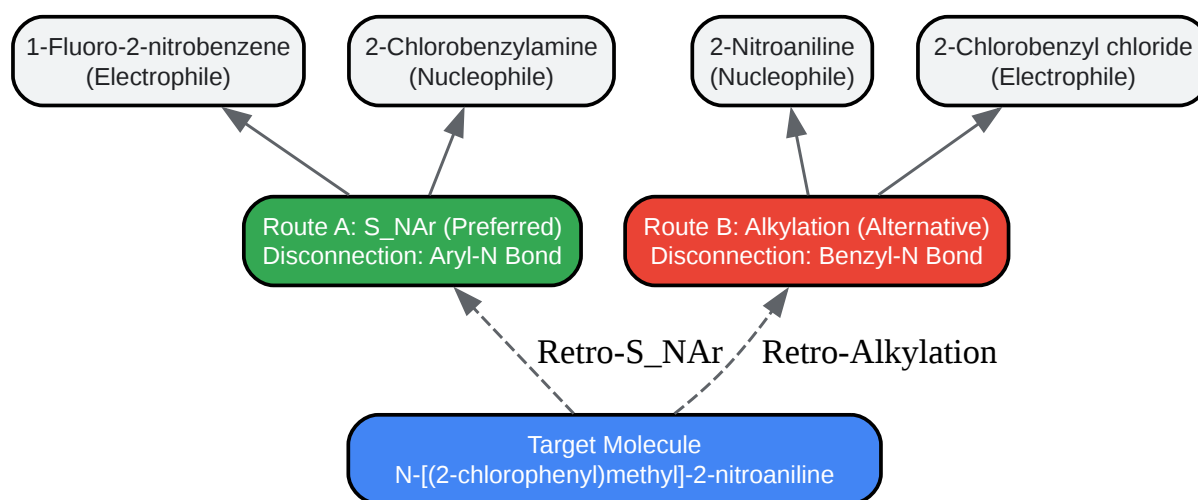 1-Fluoro-2-nitrobenzene
(Electrophile)
2-Chlorobenzylamine
(Nucleophile)
2-Nitroaniline
(Nucleophile)
2-Chlorobenzyl chloride
(Electrophile)
Route A: S_NAr (Preferred)
Disconnection: Aryl-N Bond
Route B: Alkylation (Alternative)
Disconnection: Benzyl-N Bond
Retro-S_NAr
Retro-Alkylation
Target Molecule
N-[(2-chlorophenyl)methyl]-2-nitroaniline